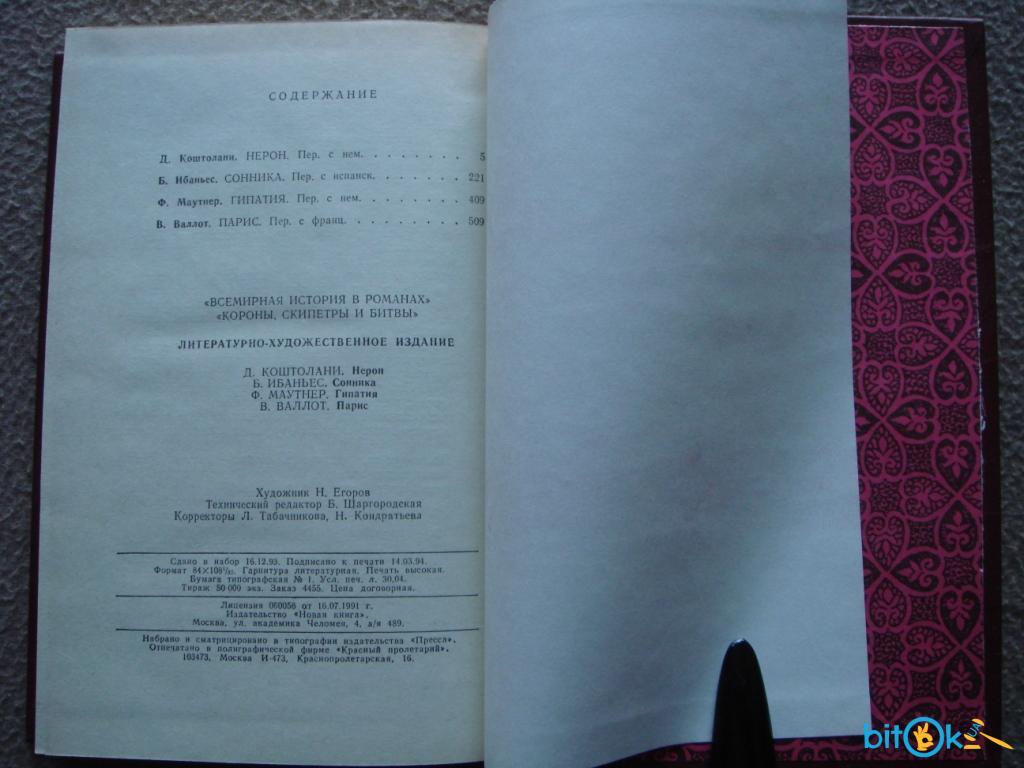 СОДЕРЖАНИЕ
Д. Коштолани. НЕРОН. Пер. с нем. . . . . . . . 5
Б. Ибаньес. СОННИКА. Пер. с испанск. . . . . . . 221
Ф. Маутнер. ГИПАТИЯ. Пер. с нем. . . . . . . . 409
В. Валлот. ПАРИС. Пер. с франц. . . . . . . . . 509
«ВСЕМИРНАЯ ИСТОРИЯ В РОМАНАХ»
«КОРОНЫ, СКИПЕТРЫ И БИТВЫ»
ЛИТЕРАТУРНО-ХУДОЖЕСТВЕННОЕ ИЗДАНИЕ
Д. КОШТОЛАНИ. Нерон
Б. ИБАНЬЕС. Сонника
Ф. МАУТНЕР. Гипатия
В. ВАЛЛОТ. Парис
Художник Н. Егоров
Технический редактор Б. Шаргородская
Корректоры Л. Табачникова, Н. Кондратьева
Сдано в набор 16.12.93. Подписано к печати 14.03.94.
Формат 84×108¹/₃₂. Гарнитура литературная. Печать высокая.
Бумага типографская № 1. Усл. печ. л. 30,04.
Тираж 50 000 экз. Заказ 4455. Цена договорная.
Лицензия 060056 от 16.07.1991 г.
Издательство «Новая книга».
Москва, ул. академика Челомея, 4, а/я 489.
Набрано и сматрицировано в типографии издательства «Пресса».
Отпечатано в полиграфической фирме «Красный пролетарий».
103473, Москва И-473, Краснопролетарская, 16.
bitOk UA